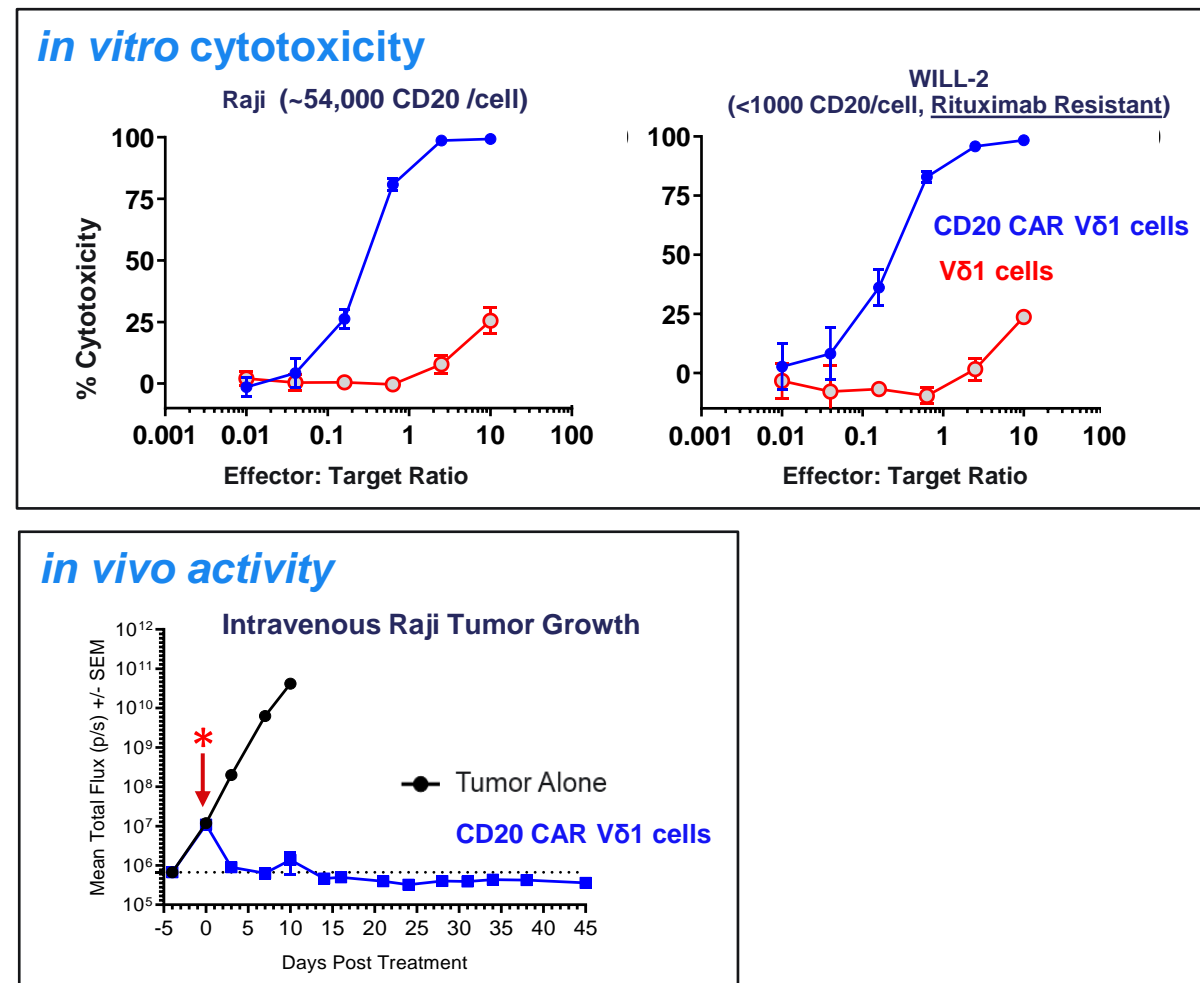 in vitro cytotoxicity
Raji (~54,000 CD20 /cell)
% Cytotoxicity
100
75
50
25
0
0.001 0.01 0.1 1 10 100
Effector: Target Ratio
WILL-2
(<1000 CD20/cell, Rituximab Resistant)
100
75
50
25
0
CD20 CAR Vδ1 cells
Vδ1 cells
0.001 0.01 0.1 1 10 100
Effector: Target Ratio
in vivo activity
Intravenous Raji Tumor Growth
Mean Total Flux (p/s) +/- SEM
10¹²
10¹¹
10¹⁰
10⁹
10⁸
10⁷
10⁶
10⁵
*
Tumor Alone
CD20 CAR Vδ1 cells
-5 0 5 10 15 20 25 30 35 40 45
Days Post Treatment